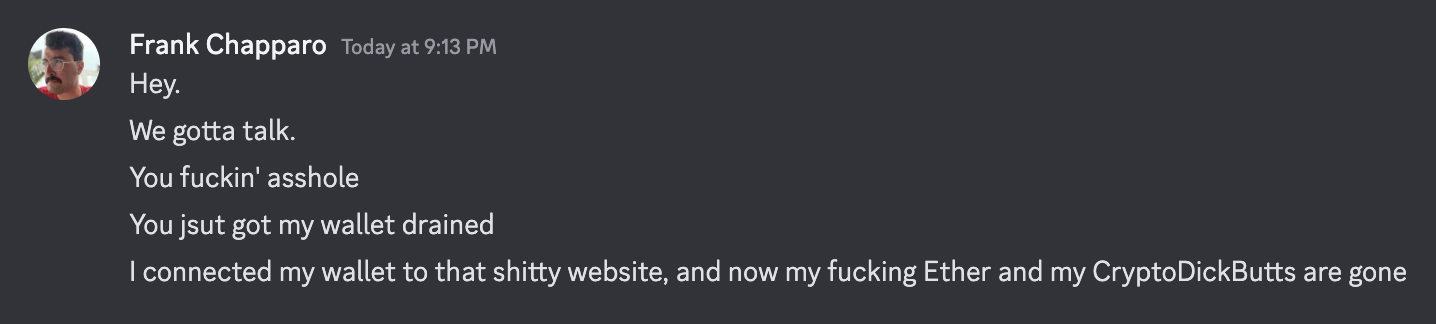 Frank Chapparo Today at 9:13 PM
Hey.
We gotta talk.
You fuckin' asshole
You jsut got my wallet drained
I connected my wallet to that shitty website, and now my fucking Ether and my CryptoDickButts are gone